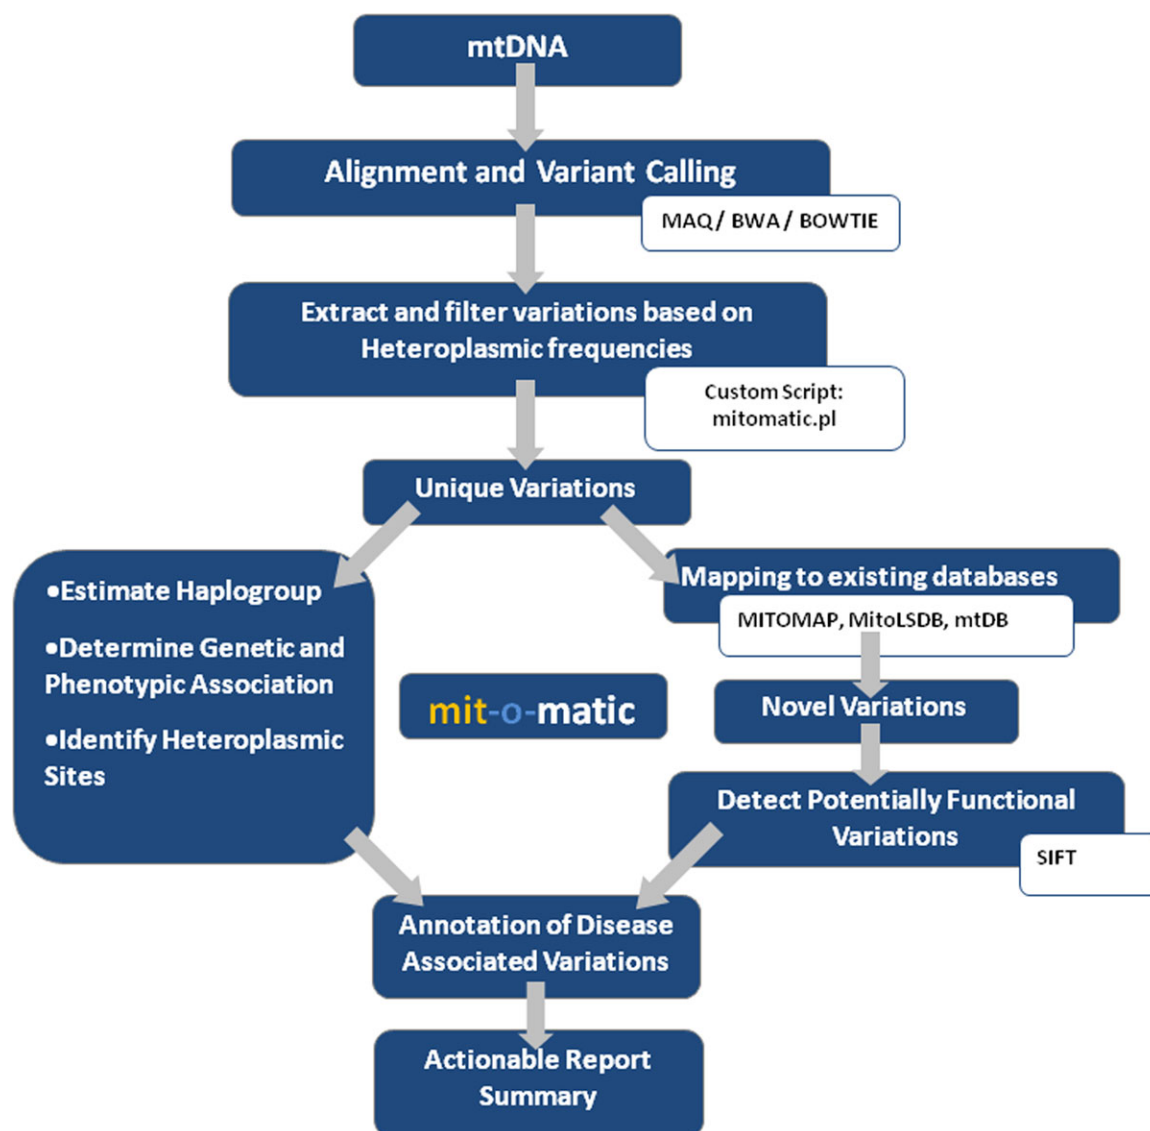 mtDNA
Alignment and Variant Calling
MAQ/ BWA / BOWTIE
Extract and filter variations based on
Heteroplasmic frequencies
Custom Script:
mitomatic.pl
Unique Variations
•Estimate Haplogroup
•Determine Genetic and
Phenotypic Association
•Identify Heteroplasmic
Sites
Mapping to existing databases
MITOMAP, MitoLSDB, mtDB
mit-o-matic
Novel Variations
Detect Potentially Functional
Variations
SIFT
Annotation of Disease
Associated Variations
Actionable Report
Summary